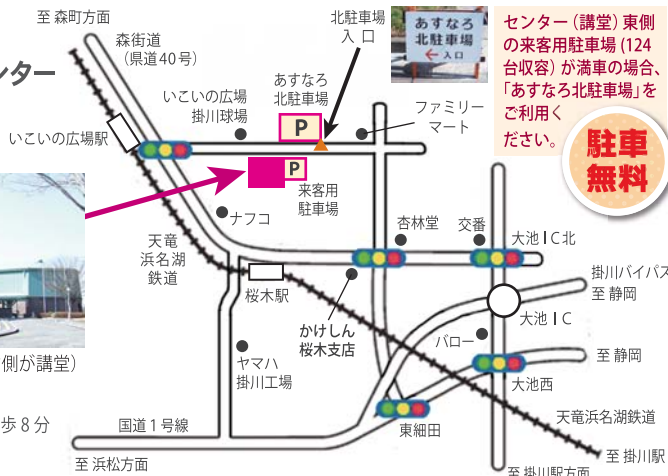 至 森町方面
森街道
(県道40号)
ンター
北駐車場
入 口
あすなろ
北駐車場
←入口
センター(講堂)東側
の来客用駐車場(124
台収容)が満車の場合、
「あすなろ北駐車場」を
ご利用く
ださい。
駐車
無料
あすなろ
北駐車場
いこいの広場
掛川球場
ファミリー
マート
いこいの広場駅
P
P
来客用
駐車場
ナフコ
杏林堂
交番
大池IC北
天竜
浜名湖
鉄道
掛川バイパス
至 静岡
桜木駅
大池IC
かけしん
桜木支店
バロー
至 静岡
側が講堂)
ヤマハ
掛川工場
大池西
天竜浜名湖鉄道
歩8分
国道1号線
東細田
至 浜松方面
至 掛川駅
至 掛川駅方面